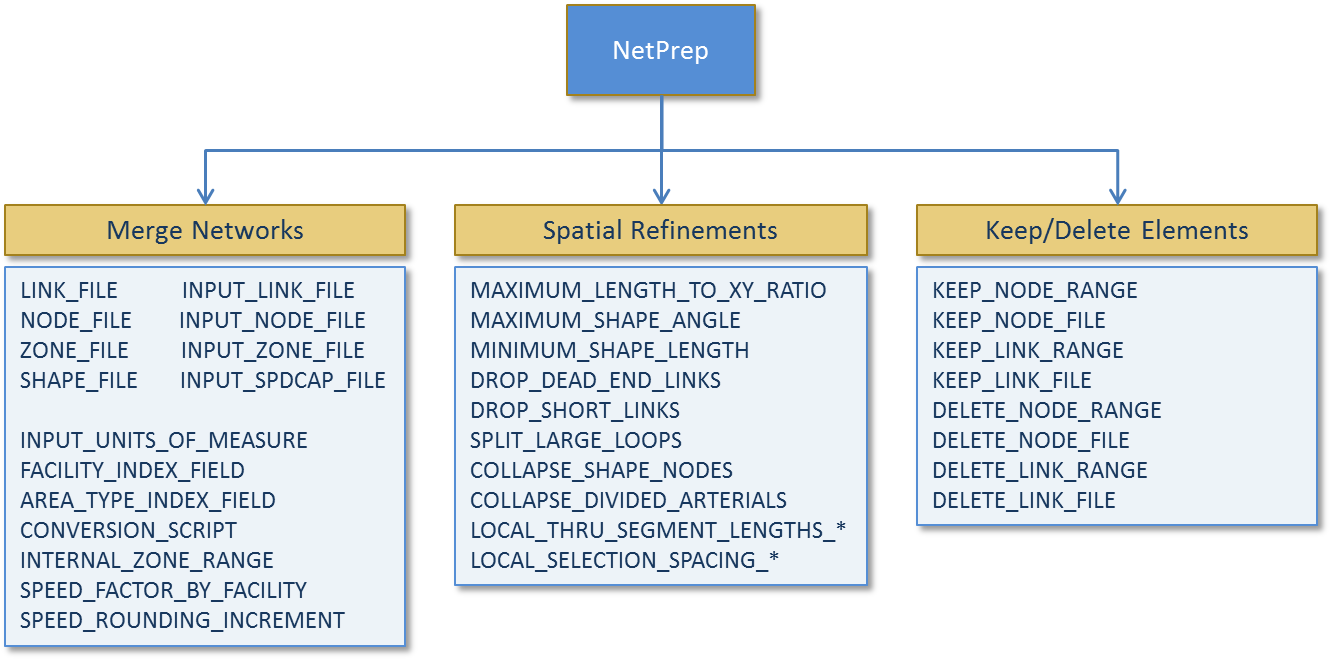 NetPrep
Merge Networks
LINK_FILE INPUT_LINK_FILE
NODE_FILE INPUT_NODE_FILE
ZONE_FILE INPUT_ZONE_FILE
SHAPE_FILE INPUT_SPDCAP_FILE
INPUT_UNITS_OF_MEASURE
FACILITY_INDEX_FIELD
AREA_TYPE_INDEX_FIELD
CONVERSION_SCRIPT
INTERNAL_ZONE_RANGE
SPEED_FACTOR_BY_FACILITY
SPEED_ROUNDING_INCREMENT
Spatial Refinements
MAXIMUM_LENGTH_TO_XY_RATIO
MAXIMUM_SHAPE_ANGLE
MINIMUM_SHAPE_LENGTH
DROP_DEAD_END_LINKS
DROP_SHORT_LINKS
SPLIT_LARGE_LOOPS
COLLAPSE_SHAPE_NODES
COLLAPSE_DIVIDED_ARTERIALS
LOCAL_THRU_SEGMENT_LENGTHS_*
LOCAL_SELECTION_SPACING_*
Keep/Delete Elements
KEEP_NODE_RANGE
KEEP_NODE_FILE
KEEP_LINK_RANGE
KEEP_LINK_FILE
DELETE_NODE_RANGE
DELETE_NODE_FILE
DELETE_LINK_RANGE
DELETE_LINK_FILE